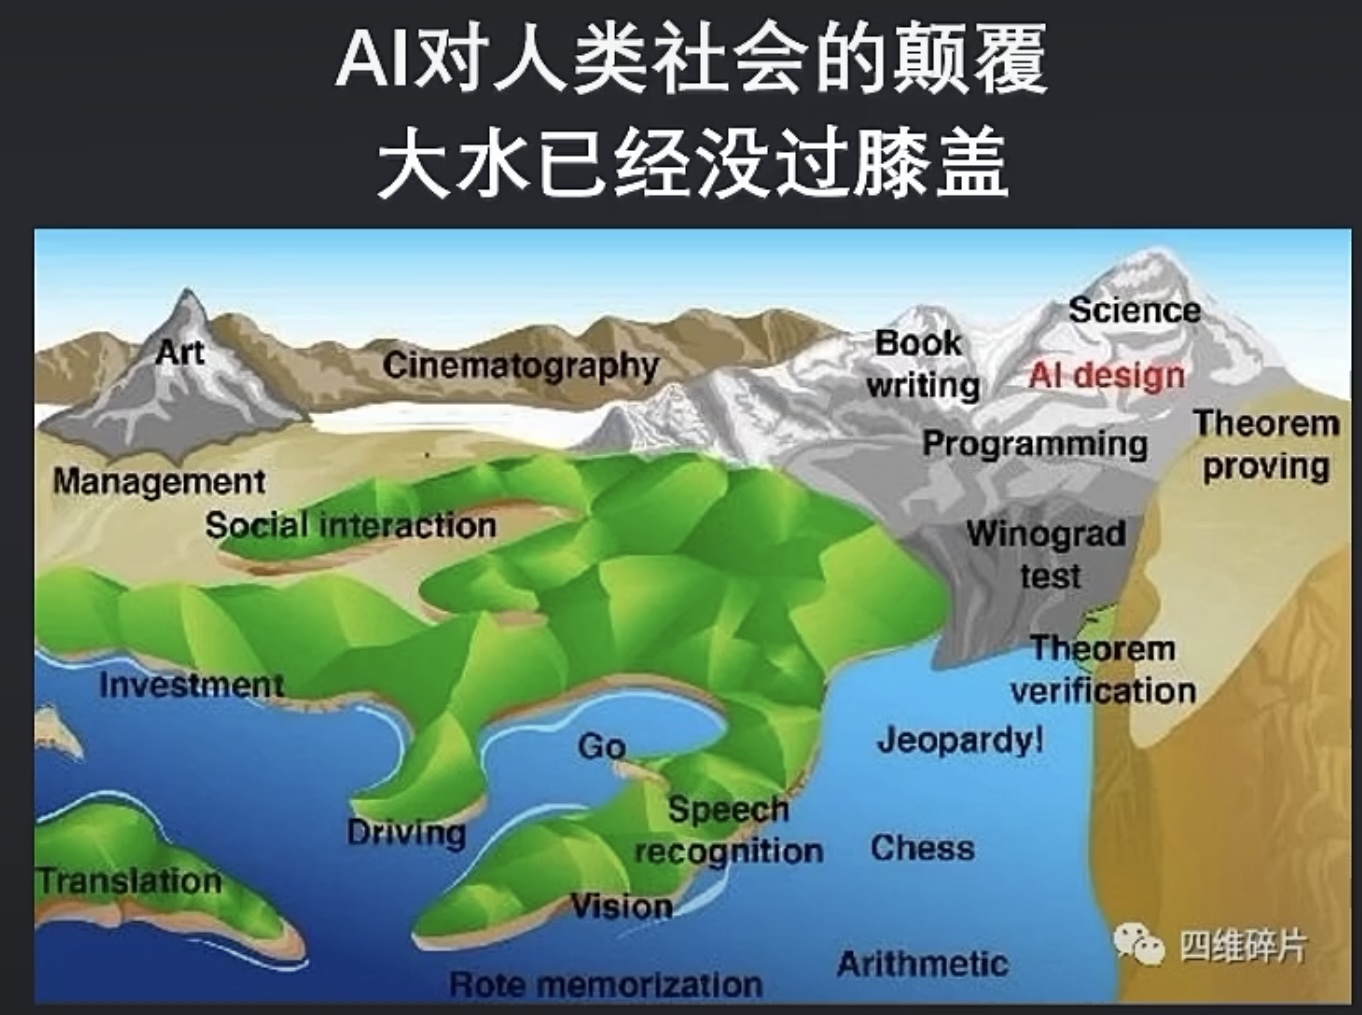 AI对人类社会的颠覆
大水已经没过膝盖
Science
Book
writing
Art
Cinematography
AI design
Programming
Theorem
proving
Management
Social interaction
Winograd
test
Theorem
verification
Investment
Go
Jeopardy!
Driving
Speech
recognition
Chess
Translation
Vision
四维碎片
Arithmetic
Rote memorization